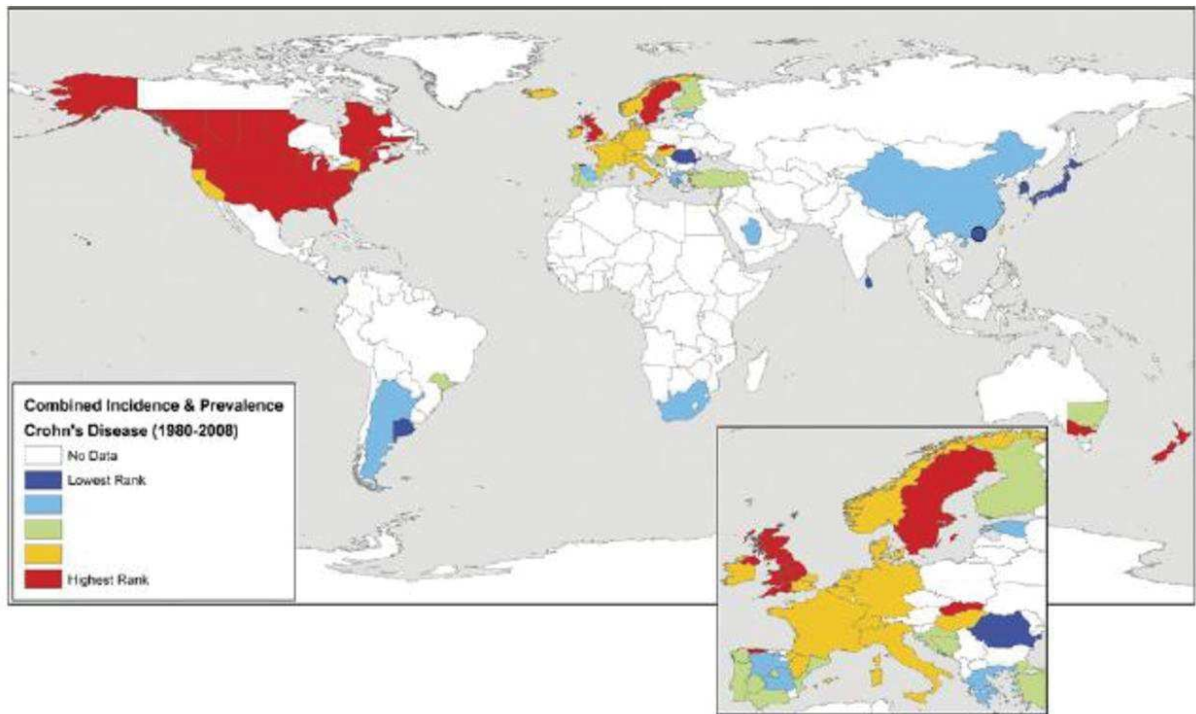 Combined Incidence & Prevalence
Crohn's Disease (1980-2008)
No Data
Lowest Rank
Highest Rank